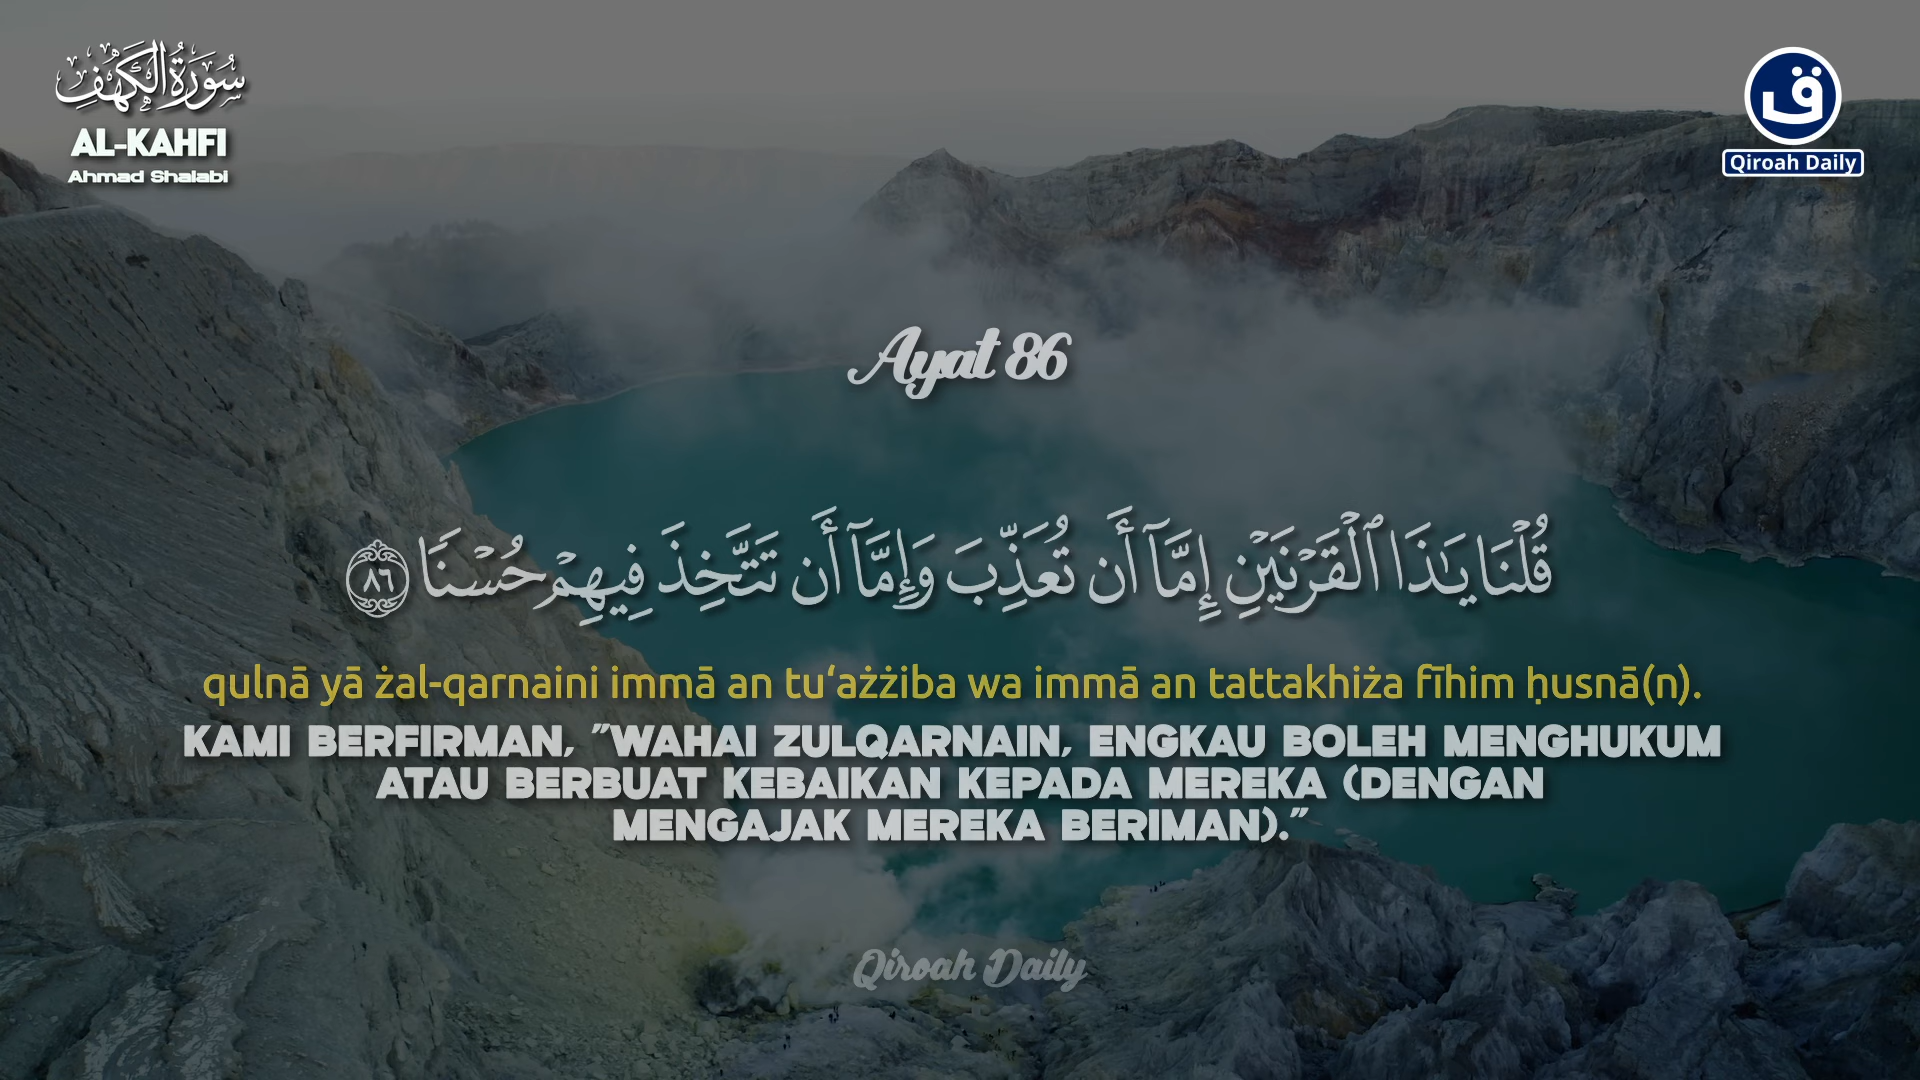 سُورَةُ الكَهْفِ
AL-KAHFI
Ahmad Shalabi
ق
Qiroah Daily
Ayat 86
قُلْنَا يَـٰذَا ٱلْقَرْنَيْنِ إِمَّآ أَن تُعَذِّبَ وَإِمَّآ أَن تَتَّخِذَ فِيهِمْ حُسْنًا ٨٦
qulnā yā żal-qarnaini immā an tu‘ażżiba wa immā an tattakhiża fīhim ḥusnā(n).
KAMI BERFIRMAN, "WAHAI ZULQARNAIN, ENGKAU BOLEH MENGHUKUM
ATAU BERBUAT KEBAIKAN KEPADA MEREKA (DENGAN
MENGAJAK MEREKA BERIMAN)."
Qiroah Daily